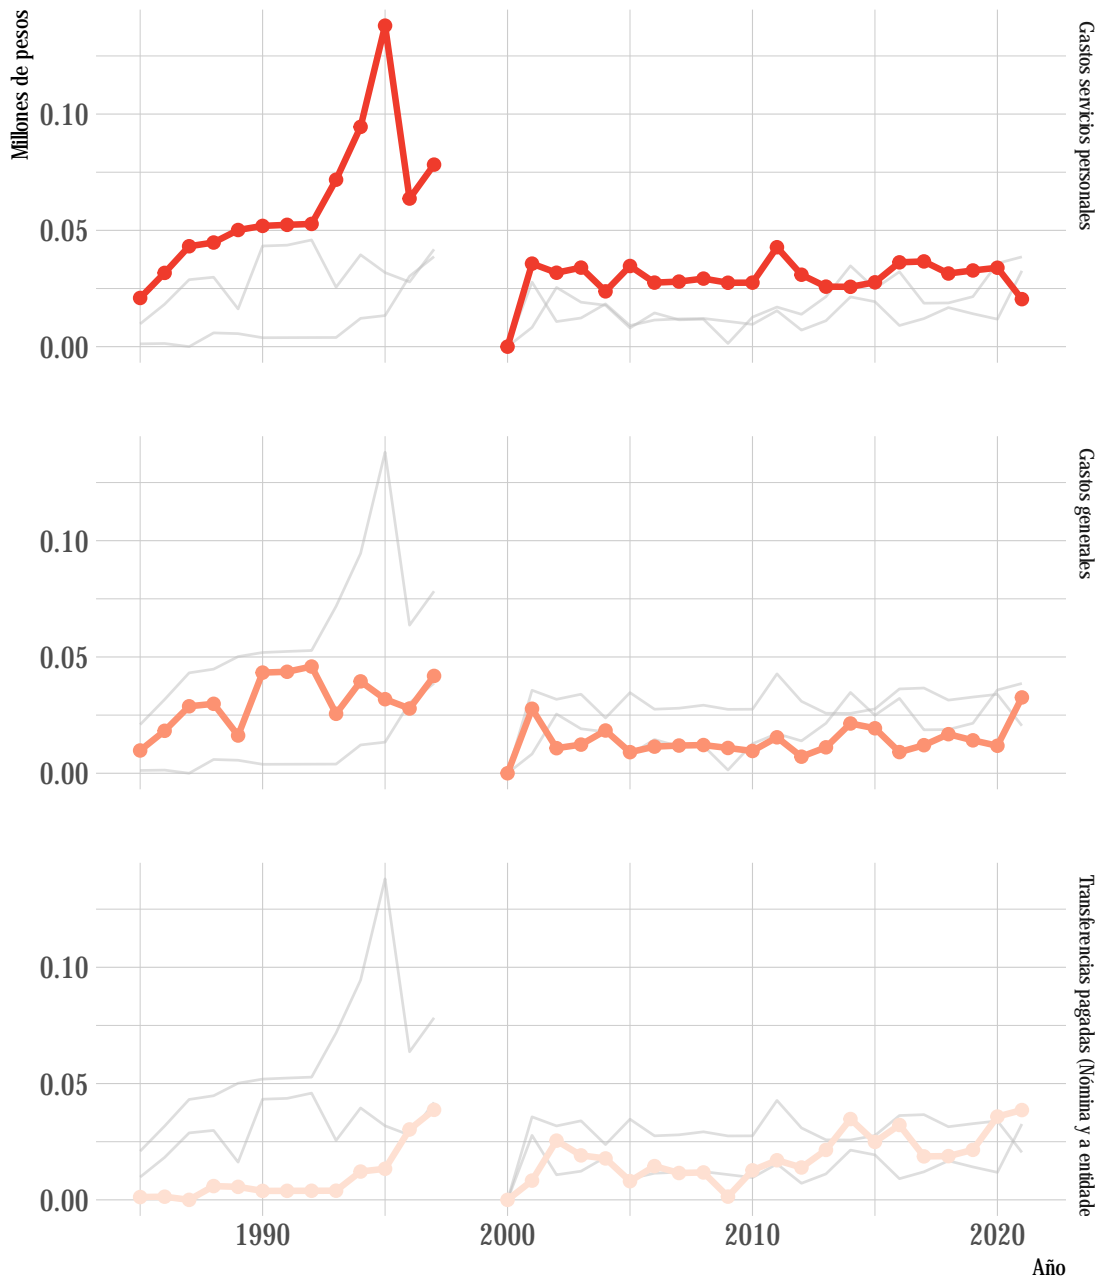 Millones de pesos
0.10
0.05
0.00
Gastos servicios personales
0.10
0.05
0.00
Gastos generales
0.10
0.05
0.00
Transferencias pagadas (Nómina y a entidade
1990
2000
2010
2020
Año